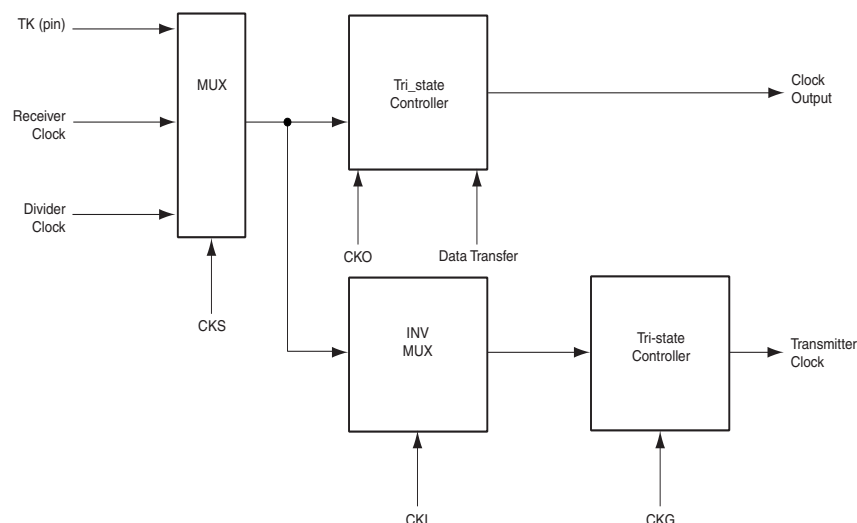 TK (pin)
MUX
Tri_state
Controller
Clock
Output
Receiver
Clock
Divider
Clock
CKO
Data Transfer
CKS
INV
MUX
Tri-state
Controller
Transmitter
Clock
CKI
CKG